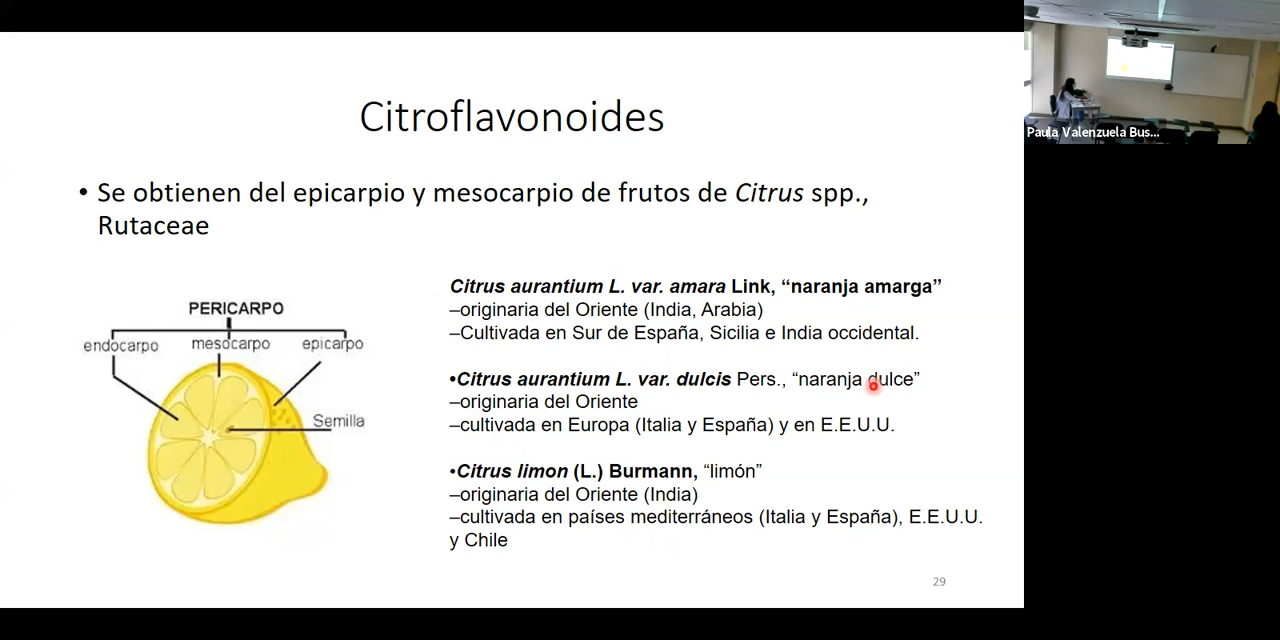 Citroflavonoides
• Se obtienen del epicarpio y mesocarpio de frutos de Citrus spp.,
Rutaceae
PERICARPO
endocarpo mesocarpo epicarpo
Semilla
Citrus aurantium L. var. amara Link, “naranja amarga”
–originaria del Oriente (India, Arabia)
–Cultivada en Sur de España, Sicilia e India occidental.
•Citrus aurantium L. var. dulcis Pers., “naranja dulce”
–originaria del Oriente
–cultivada en Europa (Italia y España) y en E.E.U.U.
•Citrus limon (L.) Burmann, “limón”
–originaria del Oriente (India)
–cultivada en países mediterráneos (Italia y España), E.E.U.U.
y Chile
29
Paula Valenzuela Bus...